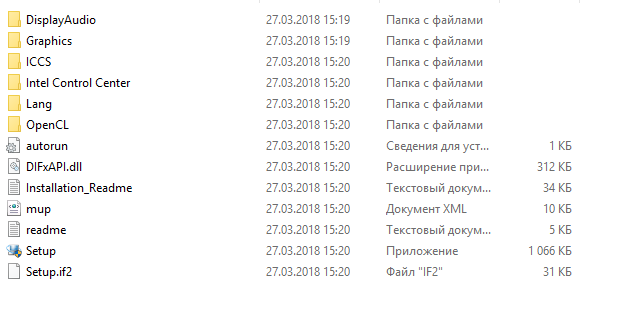 DisplayAudio 27.03.2018 15:19 Папка с файлами
Graphics 27.03.2018 15:19 Папка с файлами
ICCS 27.03.2018 15:20 Папка с файлами
Intel Control Center 27.03.2018 15:20 Папка с файлами
Lang 27.03.2018 15:20 Папка с файлами
OpenCL 27.03.2018 15:20 Папка с файлами
autorun 27.03.2018 15:20 Сведения для уст... 1 КБ
DIFxAPI.dll 27.03.2018 15:20 Расширение при... 312 КБ
Installation_Readme 27.03.2018 15:20 Текстовый докум... 34 КБ
mup 27.03.2018 15:20 Документ XML 10 КБ
readme 27.03.2018 15:20 Текстовый докум... 5 КБ
Setup 27.03.2018 15:20 Приложение 1 066 КБ
Setup.if2 27.03.2018 15:20 Файл "IF2" 31 КБ